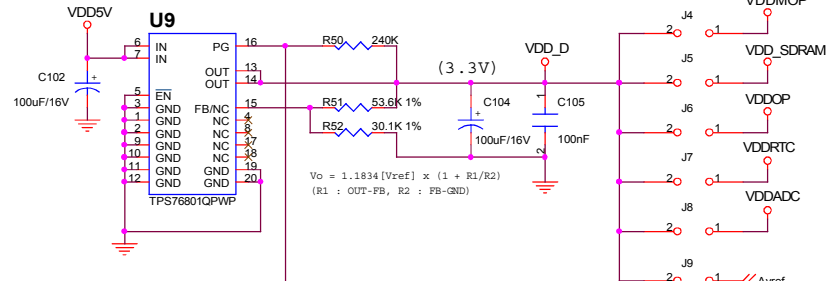 VDD5V
U9
C102
100uF/16V
6 IN
7 IN
5 EN
3 GND
1 GND
2 GND
9 GND
10 GND
11 GND
12 GND
PG 16
OUT 13
OUT 14
FB/NC 15
NC 4
NC 8
NC 17
NC 18
GND 19
GND 20
TPS76801QPWP
R50 240K
R51 53.6K 1%
R52 30.1K 1%
(3.3V)
VDD_D
C104
100uF/16V
C105
1
100nF
2
Vo = 1.1834[Vref] x (1 + R1/R2)
(R1 : OUT-FB, R2 : FB-GND)
VDDMOP
J4
2 1
VDD_SDRAM
J5
2 1
VDDOP
J6
2 1
VDDRTC
J7
2 1
VDDADC
J8
2 1
J9
2 1
Avref